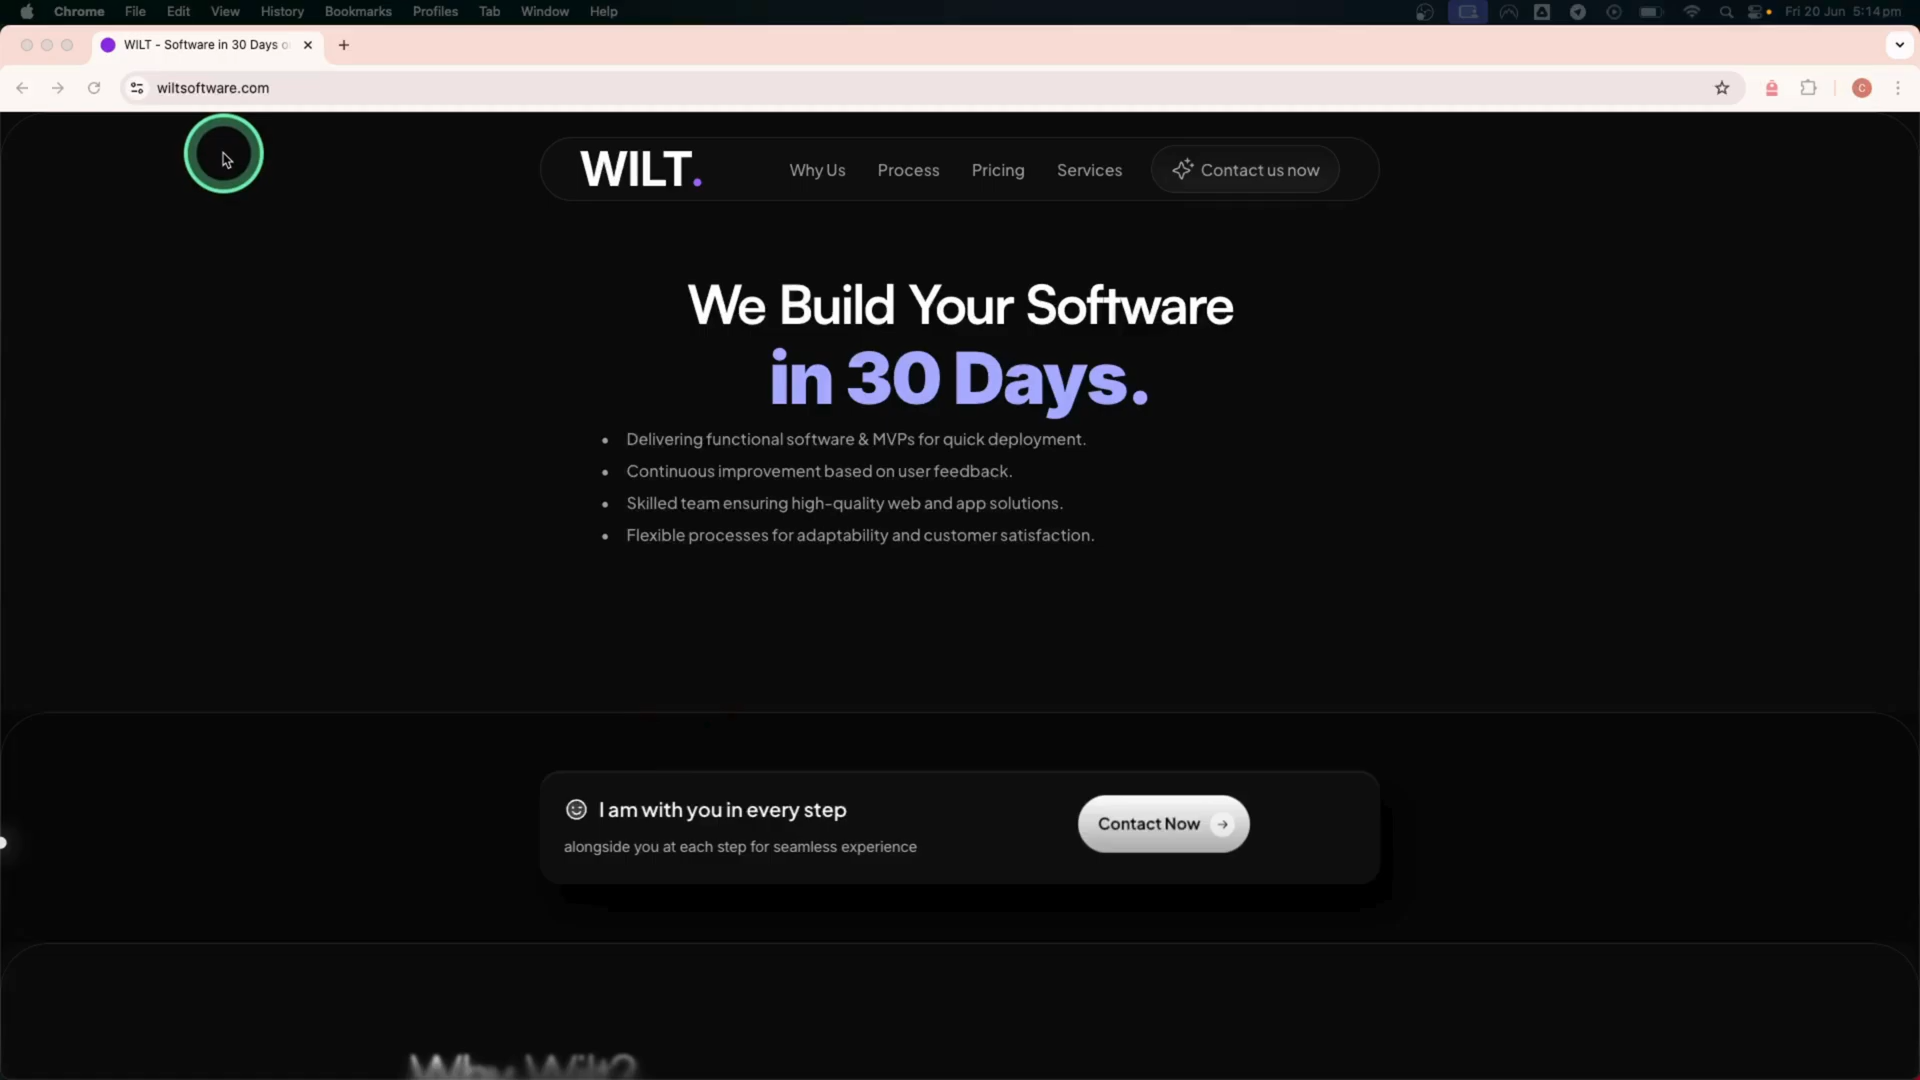 Chrome File Edit View History Bookmarks Profiles Tab Window Help Fri 20 Jun 5:14 pm
WILT - Software in 30 Days o
wiltsoftware.com
C
WILT. Why Us Process Pricing Services Contact us now
We Build Your Software
in 30 Days.
• Delivering functional software & MVPs for quick deployment.
• Continuous improvement based on user feedback.
• Skilled team ensuring high-quality web and app solutions.
• Flexible processes for adaptability and customer satisfaction.
I am with you in every step
alongside you at each step for seamless experience
Contact Now
Why Wilt?